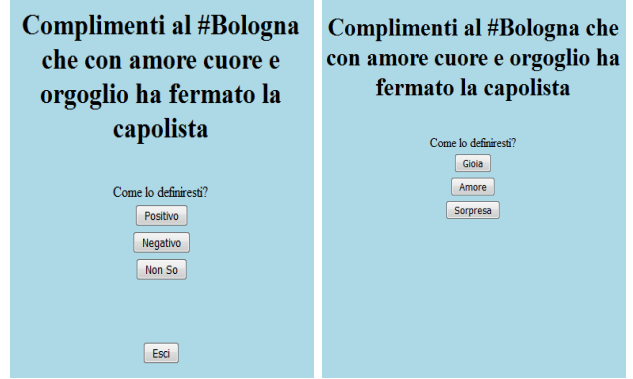 Complimenti al #Bologna
che con amore cuore e
orgoglio ha fermato la
capolista
Come lo definiresti?
Positivo
Negativo
Non So
Esci
Complimenti al #Bologna che
con amore cuore e orgoglio ha
fermato la capolista
Come lo definiresti?
Gioia
Amore
Sorpresa